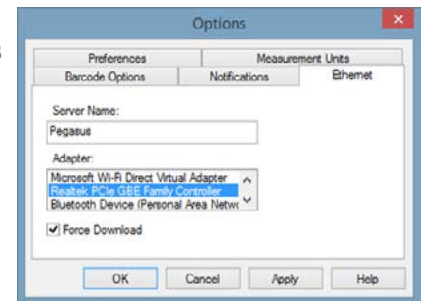 Options
Preferences
Measurement Units
Barcode Options
Notifications
Ethernet
Server Name:
Pegasus
Adapter:
Microsoft Wi-Fi Direct Virtual Adapter
Realtek PCIe GBE Family Controller
Bluetooth Device (Personal Area Netwo
Force Download
OK
Cancel
Apply
Help